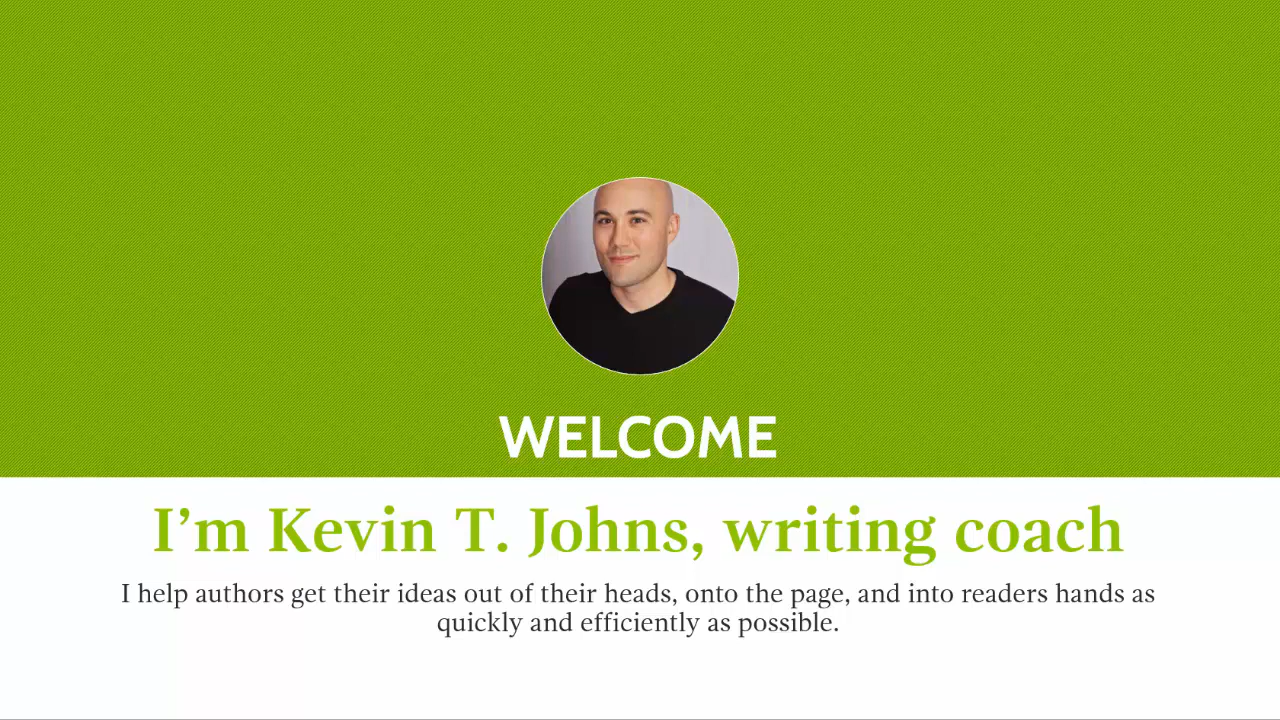 WELCOME
I’m Kevin T. Johns, writing coach
I help authors get their ideas out of their heads, onto the page, and into readers hands as
quickly and efficiently as possible.